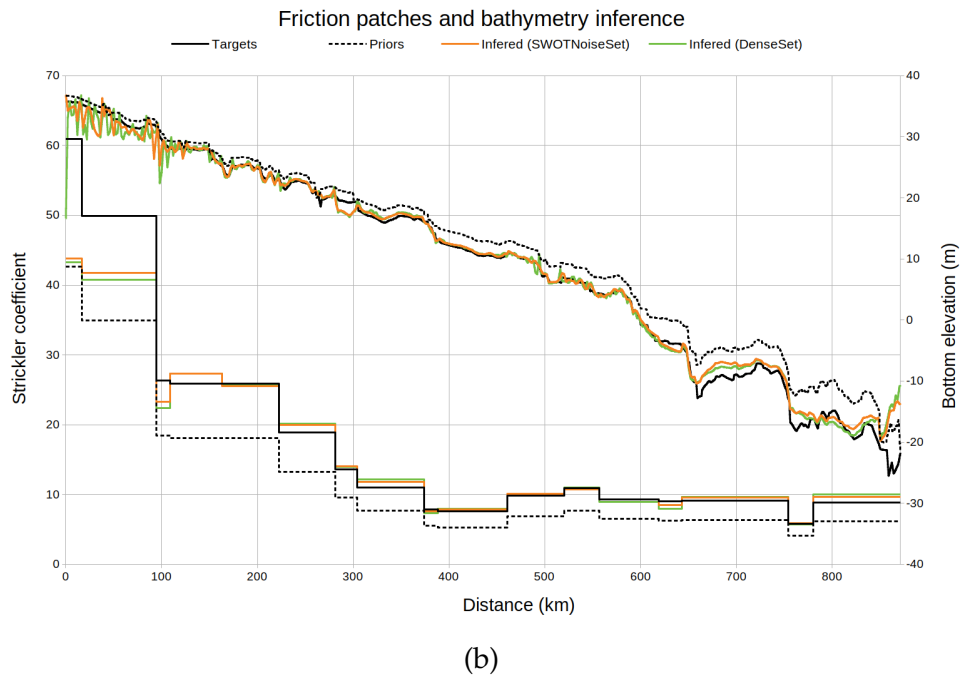 Friction patches and bathymetry inference
Targets Priors Infered (SWOTNoiseSet) Infered (DenseSet)
70 40
60 30
50 20
40 10
30 0
20 -10
10 -20
0 -30
-40
0 100 200 300 400 500 600 700 800
Strickler coefficient
Bottom elevation (m)
Distance (km)
(b)